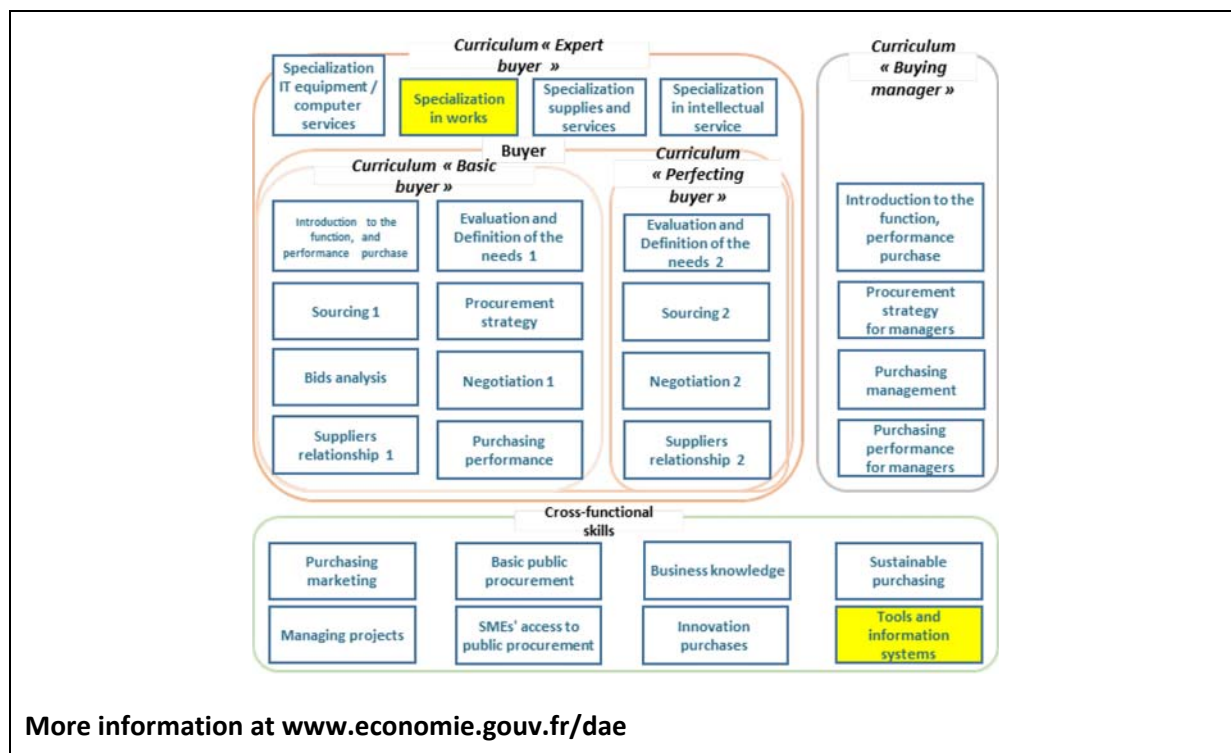 Curriculum « Expert
buyer »
Curriculum
« Buying
manager »
Specialization
IT equipment /
computer
services
Specialization
in works
Specialization
supplies and
services
Specialization
in intellectual
service
Buyer
Curriculum « Basic
buyer »
Curriculum
« Perfecting
buyer »
Introduction to the
function, and
performance purchase
Evaluation and
Definition of the
needs 1
Evaluation and
Definition of the
needs 2
Introduction to the
function,
performance
purchase
Sourcing 1
Procurement
strategy
Sourcing 2
Procurement
strategy
for managers
Bids analysis
Negotiation 1
Negotiation 2
Purchasing
management
Suppliers
relationship 1
Purchasing
performance
Suppliers
relationship 2
Purchasing
performance
for managers
Cross-functional
skills
Purchasing
marketing
Basic public
procurement
Business knowledge
Sustainable
purchasing
Managing projects
SMEs' access to
public procurement
Innovation
purchases
Tools and
information
systems
More information at www.economie.gouv.fr/dae